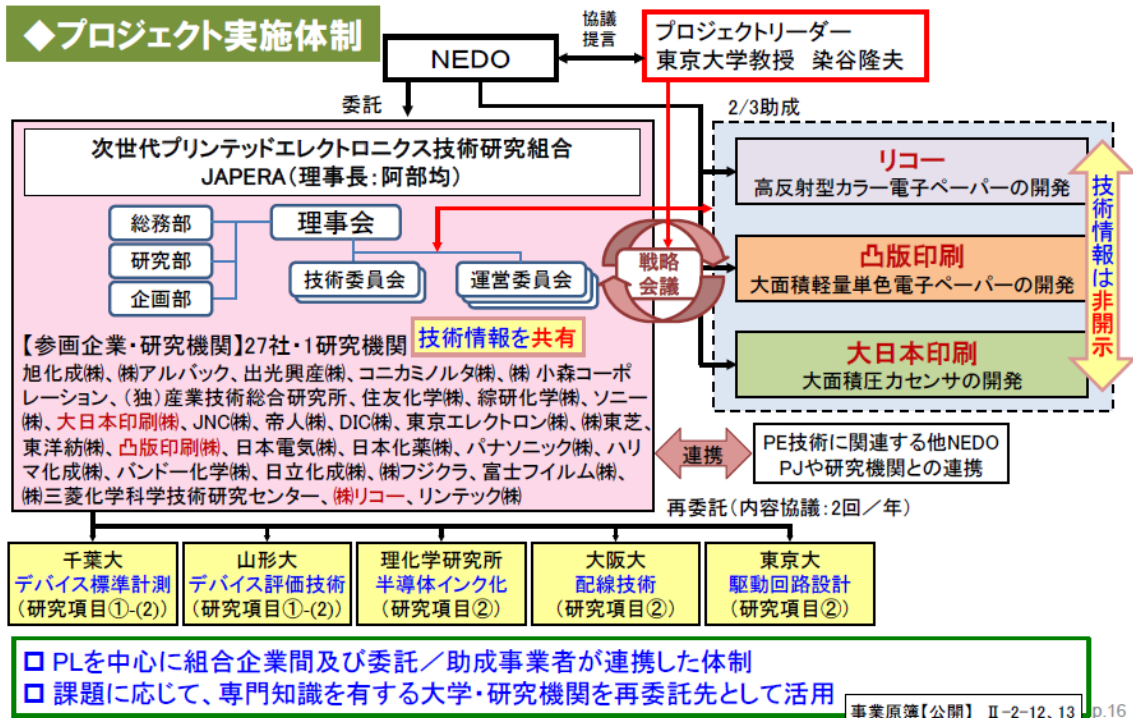 ◆プロジェクト実施体制
NEDO
協議
提言
プロジェクトリーダー
東京大学教授 染谷隆夫
委託
2/3助成
次世代プリンテッドエレクトロニクス技術研究組合
JAPERA(理事長:阿部均)
総務部
研究部
企画部
理事会
技術委員会
運営委員会
戦略
会議
リコー
高反射型カラー電子ペーパーの開発
凸版印刷
大面積軽量単色電子ペーパーの開発
大日本印刷
大面積圧力センサの開発
技術情報は非開示
【参画企業・研究機関】27社・1研究機関
技術情報を共有
旭化成㈱、㈱アルバック、出光興産㈱、コニカミノルタ㈱、㈱ 小森コーポ
レーション、(独)産業技術総合研究所、住友化学㈱、綜研化学㈱、ソニー
㈱、大日本印刷㈱、JNC㈱、帝人㈱、DIC㈱、東京エレクトロン㈱、㈱東芝、
東洋紡㈱、凸版印刷㈱、日本電気㈱、日本化薬㈱、パナソニック㈱、ハリ
マ化成㈱、バンドー化学㈱、日立化成㈱、㈱フジクラ、富士フイルム㈱、
㈱三菱化学科学技術研究センター、㈱リコー、リンテック㈱
連携
PE技術に関連する他NEDO
PJや研究機関との連携
再委託(内容協議:2回/年)
千葉大
デバイス標準計測
(研究項目①-(2))
山形大
デバイス評価技術
(研究項目①-(2))
理化学研究所
半導体インク化
(研究項目②)
大阪大
配線技術
(研究項目②)
東京大
駆動回路設計
(研究項目②)
□ PLを中心に組合企業間及び委託/助成事業者が連携した体制
□ 課題に応じて、専門知識を有する大学・研究機関を再委託先として活用
事業原簿【公開】 Ⅱ-2-12、13
p.16